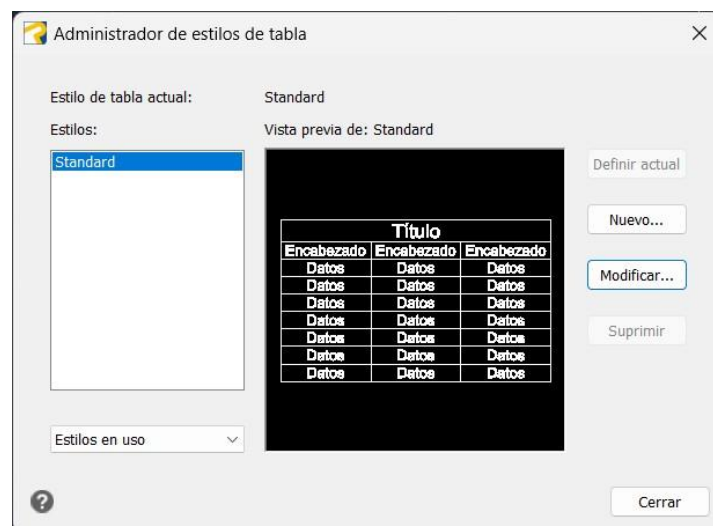 Administrador de estilos de tabla
Estilo de tabla actual: Standard
Estilos: Vista previa de: Standard
Standard
Definir actual
Nuevo...
Modificar...
Suprimir
Título
Encabezado Encabezado Encabezado
Datos Datos Datos
Datos Datos Datos
Datos Datos Datos
Datos Datos Datos
Datos Datos Datos
Datos Datos Datos
Datos Datos Datos
Estilos en uso
Cerrar